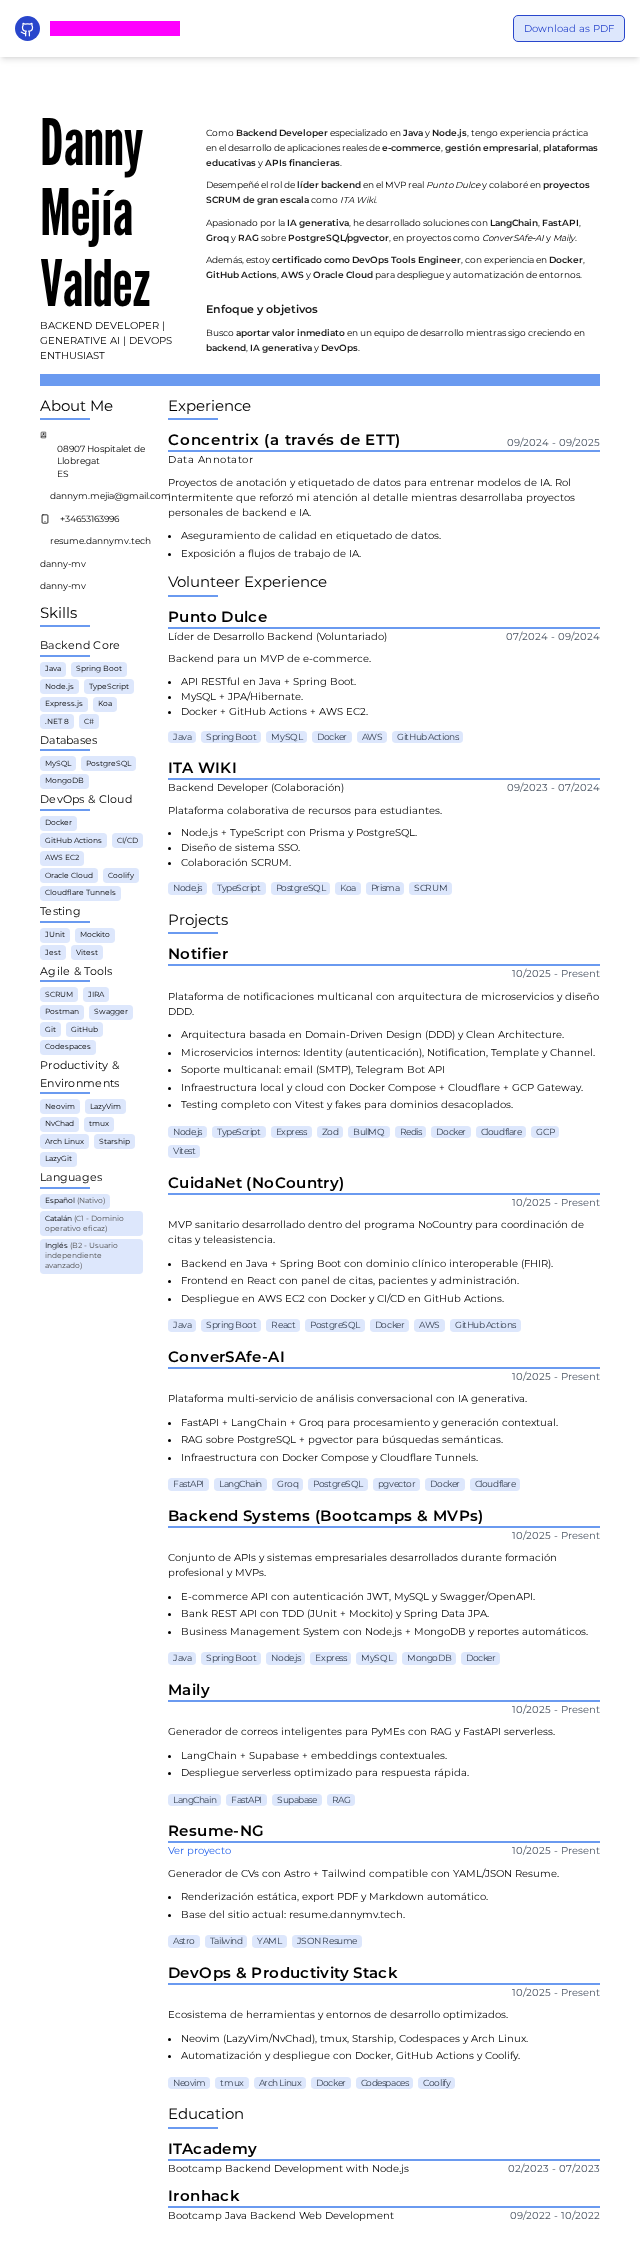 Download as PDF
Danny
Mejía
Valdez
BACKEND DEVELOPER |
GENERATIVE AI | DEVOPS
ENTHUSIAST
Como Backend Developer especializado en Java y Node.js, tengo experiencia práctica
en el desarrollo de aplicaciones reales de e-commerce, gestión empresarial, plataformas
educativas y APIs financieras.
Desempeñé el rol de líder backend en el MVP real Punto Dulce y colaboré en proyectos
SCRUM de gran escala como ITA Wiki.
Apasionado por la IA generativa, he desarrollado soluciones con LangChain, FastAPI,
Groq y RAG sobre PostgreSQL/pgvector, en proyectos como ConverSAfe-AI y Maily.
Además, estoy certificado como DevOps Tools Engineer, con experiencia en Docker,
GitHub Actions, AWS y Oracle Cloud para despliegue y automatización de entornos.
Enfoque y objetivos
Busco aportar valor inmediato en un equipo de desarrollo mientras sigo creciendo en
backend, IA generativa y DevOps.
About Me
08907 Hospitalet de
Llobregat
ES
dannym.mejia@gmail.com
+34653163996
resume.dannymv.tech
danny-mv
danny-mv
Skills
Backend Core
Java Spring Boot
Node.js TypeScript
Express.js Koa
.NET 8 C#
Databases
MySQL PostgreSQL
MongoDB
DevOps & Cloud
Docker
GitHub Actions CI/CD
AWS EC2
Oracle Cloud Coolify
Cloudflare Tunnels
Testing
JUnit Mockito
Jest Vitest
Agile & Tools
SCRUM JIRA
Postman Swagger
Git GitHub
Codespaces
Productivity &
Environments
Neovim LazyVim
NvChad tmux
Arch Linux Starship
LazyGit
Languages
Español (Nativo)
Catalán (C1 - Dominio
operativo eficaz)
Inglés (B2 - Usuario
independiente
avanzado)
Experience
Concentrix (a través de ETT) 09/2024 - 09/2025
Data Annotator
Proyectos de anotación y etiquetado de datos para entrenar modelos de IA. Rol
intermitente que reforzó mi atención al detalle mientras desarrollaba proyectos
personales de backend e IA.
• Aseguramiento de calidad en etiquetado de datos.
• Exposición a flujos de trabajo de IA.
Volunteer Experience
Punto Dulce
Líder de Desarrollo Backend (Voluntariado) 07/2024 - 09/2024
Backend para un MVP de e-commerce.
• API RESTful en Java + Spring Boot.
• MySQL + JPA/Hibernate.
• Docker + GitHub Actions + AWS EC2.
Java Spring Boot MySQL Docker AWS GitHub Actions
ITA WIKI
Backend Developer (Colaboración) 09/2023 - 07/2024
Plataforma colaborativa de recursos para estudiantes.
• Node.js + TypeScript con Prisma y PostgreSQL.
• Diseño de sistema SSO.
• Colaboración SCRUM.
Node.js TypeScript PostgreSQL Koa Prisma SCRUM
Projects
Notifier
10/2025 - Present
Plataforma de notificaciones multicanal con arquitectura de microservicios y diseño
DDD.
• Arquitectura basada en Domain-Driven Design (DDD) y Clean Architecture.
• Microservicios internos: Identity (autenticación), Notification, Template y Channel.
• Soporte multicanal: email (SMTP), Telegram Bot API
• Infraestructura local y cloud con Docker Compose + Cloudflare + GCP Gateway.
• Testing completo con Vitest y fakes para dominios desacoplados.
Node.js TypeScript Express Zod BullMQ Redis Docker Cloudflare GCP
Vitest
CuidaNet (NoCountry)
10/2025 - Present
MVP sanitario desarrollado dentro del programa NoCountry para coordinación de
citas y teleasistencia.
• Backend en Java + Spring Boot con dominio clínico interoperable (FHIR).
• Frontend en React con panel de citas, pacientes y administración.
• Despliegue en AWS EC2 con Docker y CI/CD en GitHub Actions.
Java Spring Boot React PostgreSQL Docker AWS GitHub Actions
ConverSAfe-AI
10/2025 - Present
Plataforma multi-servicio de análisis conversacional con IA generativa.
• FastAPI + LangChain + Groq para procesamiento y generación contextual.
• RAG sobre PostgreSQL + pgvector para búsquedas semánticas.
• Infraestructura con Docker Compose y Cloudflare Tunnels.
FastAPI LangChain Groq PostgreSQL pgvector Docker Cloudflare
Backend Systems (Bootcamps & MVPs)
10/2025 - Present
Conjunto de APIs y sistemas empresariales desarrollados durante formación
profesional y MVPs.
• E-commerce API con autenticación JWT, MySQL y Swagger/OpenAPI.
• Bank REST API con TDD (JUnit + Mockito) y Spring Data JPA.
• Business Management System con Node.js + MongoDB y reportes automáticos.
Java Spring Boot Node.js Express MySQL MongoDB Docker
Maily
10/2025 - Present
Generador de correos inteligentes para PyMEs con RAG y FastAPI serverless.
• LangChain + Supabase + embeddings contextuales.
• Despliegue serverless optimizado para respuesta rápida.
LangChain FastAPI Supabase RAG
Resume-NG
Ver proyecto 10/2025 - Present
Generador de CVs con Astro + Tailwind compatible con YAML/JSON Resume.
• Renderización estática, export PDF y Markdown automático.
• Base del sitio actual: resume.dannymv.tech.
Astro Tailwind YAML JSON Resume
DevOps & Productivity Stack
10/2025 - Present
Ecosistema de herramientas y entornos de desarrollo optimizados.
• Neovim (LazyVim/NvChad), tmux, Starship, Codespaces y Arch Linux.
• Automatización y despliegue con Docker, GitHub Actions y Coolify.
Neovim tmux Arch Linux Docker Codespaces Coolify
Education
ITAcademy
Bootcamp Backend Development with Node.js 02/2023 - 07/2023
Ironhack
Bootcamp Java Backend Web Development 09/2022 - 10/2022